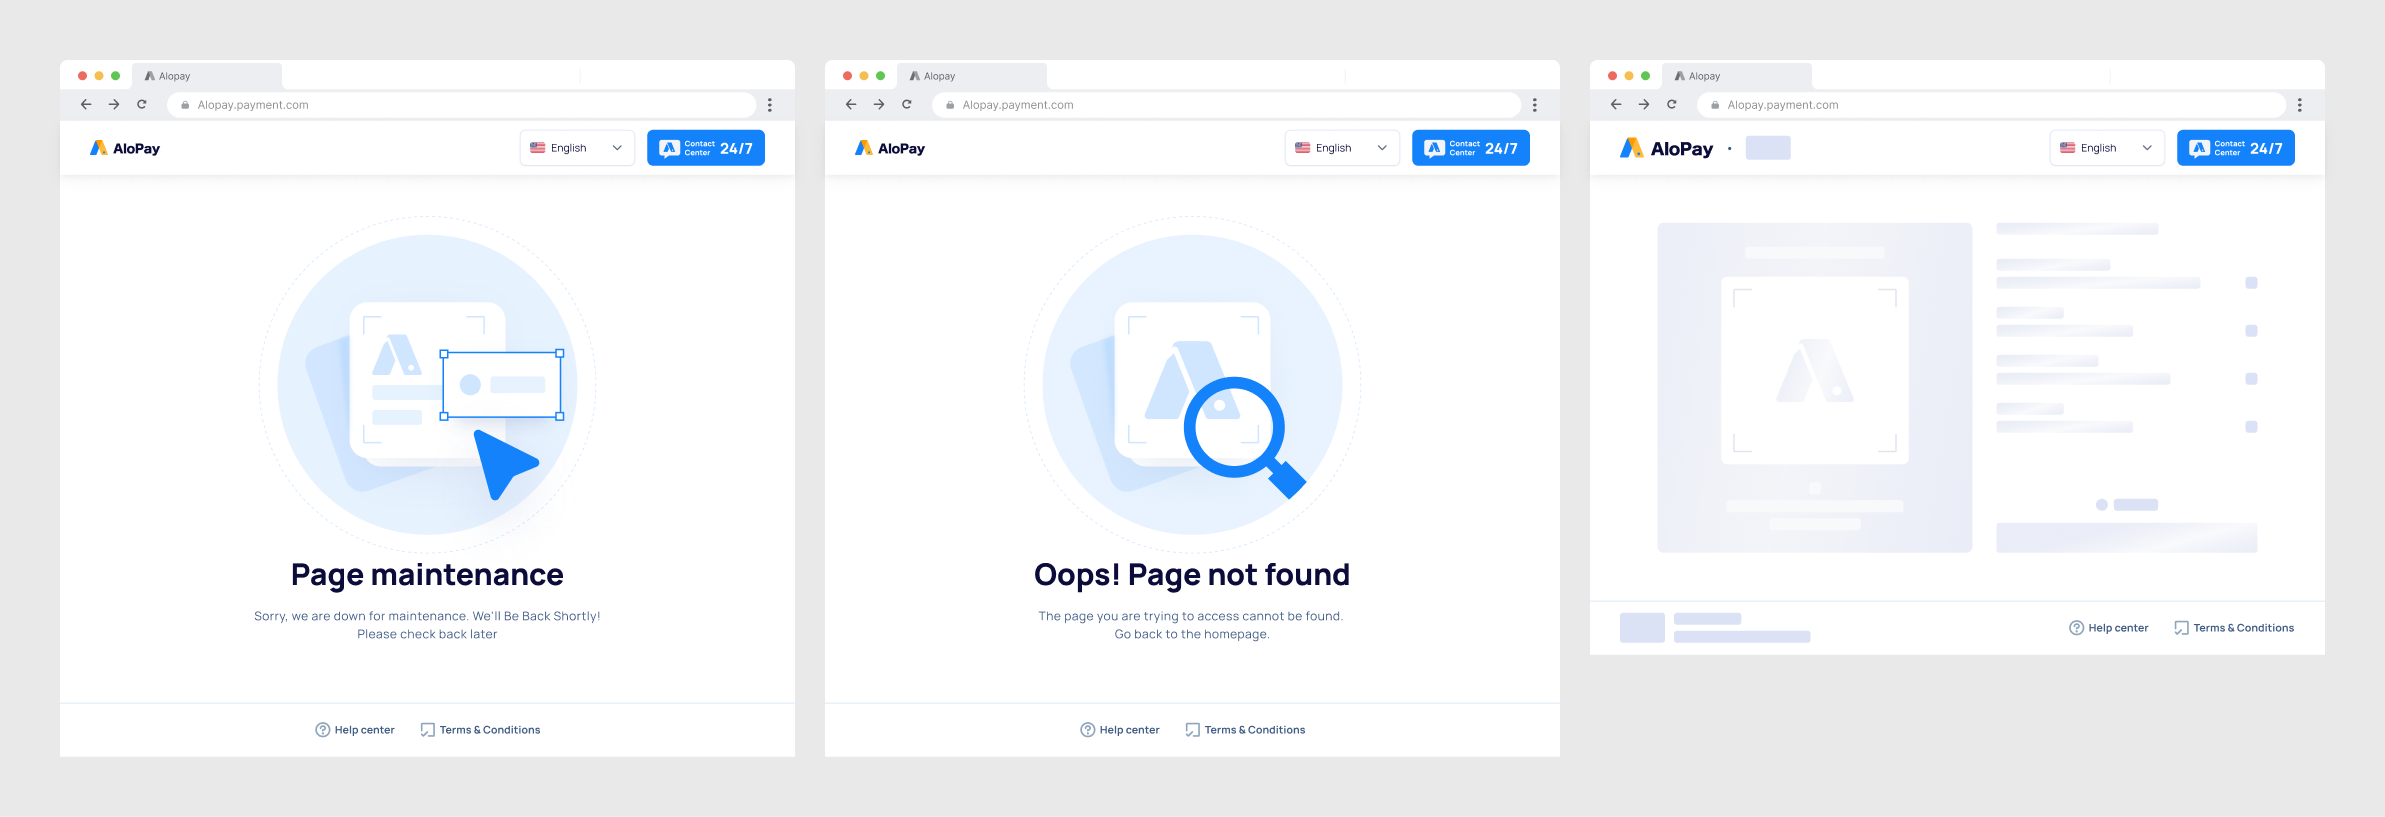 Alopay
Alopay.payment.com
AloPay
English
Contact
Center
24/7
Page maintenance
Sorry, we are down for maintenance. We'll Be Back Shortly!
Please check back later
Help center
Terms & Conditions
Alopay
Alopay.payment.com
AloPay
English
Contact
Center
24/7
Oops! Page not found
The page you are trying to access cannot be found.
Go back to the homepage.
Help center
Terms & Conditions
Alopay
Alopay.payment.com
AloPay
English
Contact
Center
24/7
Help center
Terms & Conditions